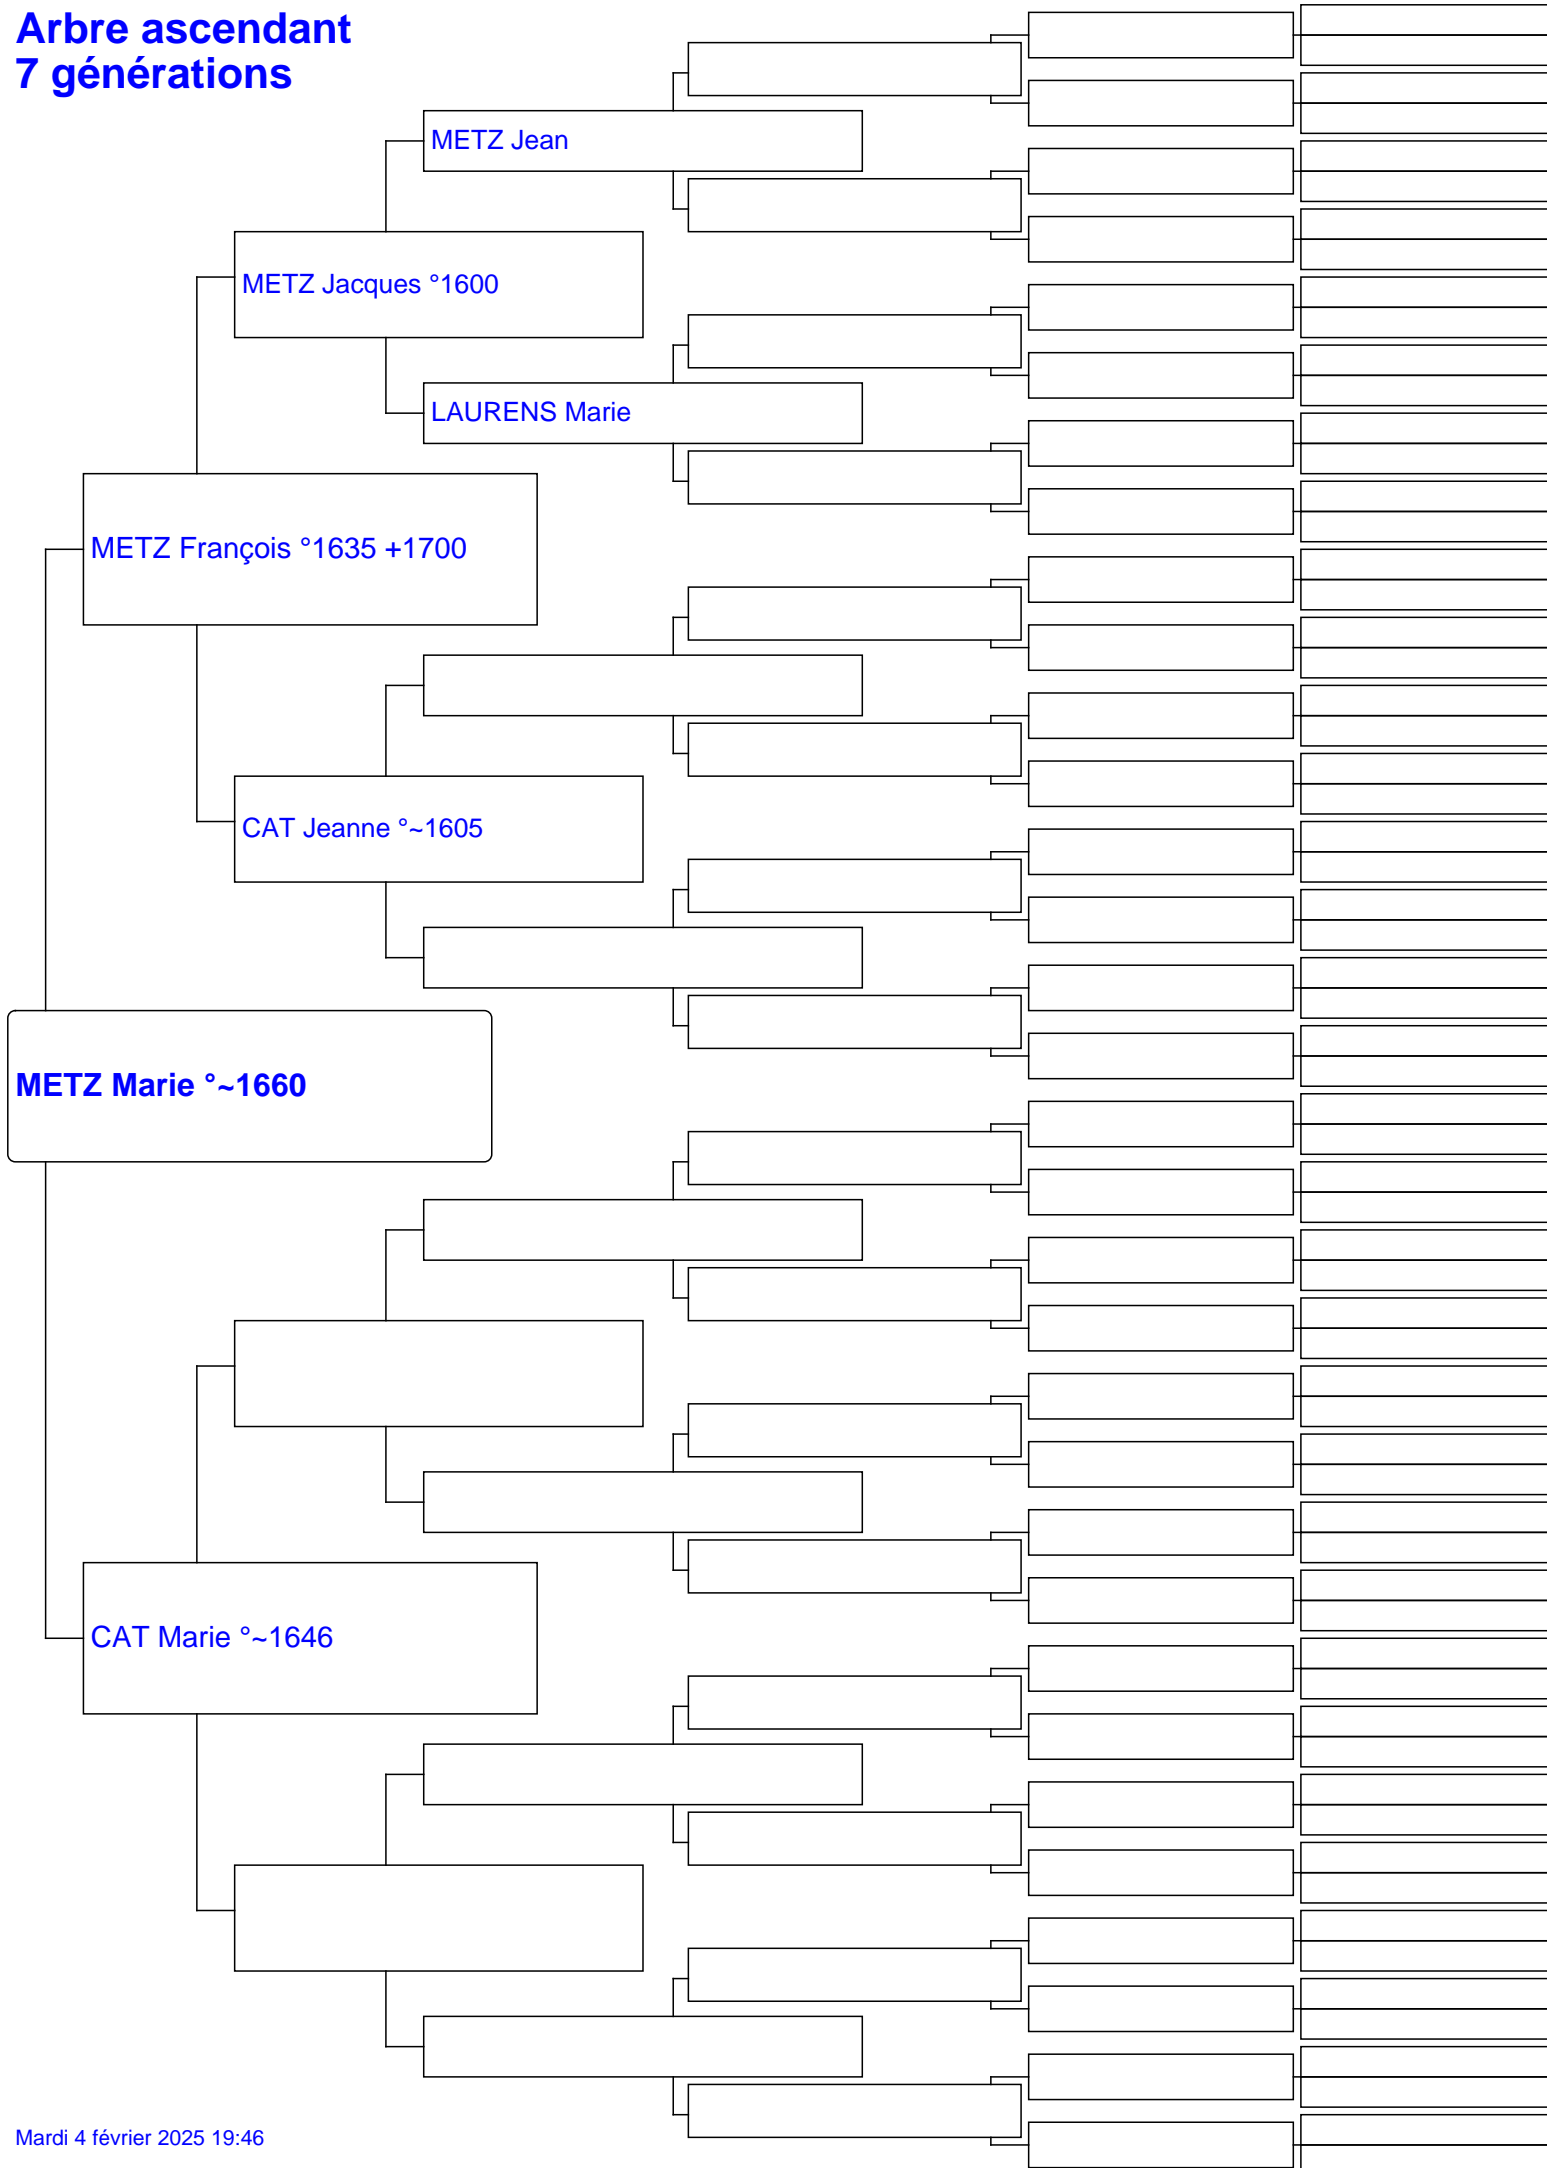 Arbre ascendant
7 générations
METZ Jean
METZ Jacques °1600
LAURENS Marie
METZ François °1635 +1700
CAT Jeanne °~1605
METZ Marie °~1660
CAT Marie °~1646
Mardi 4 février 2025 19:46